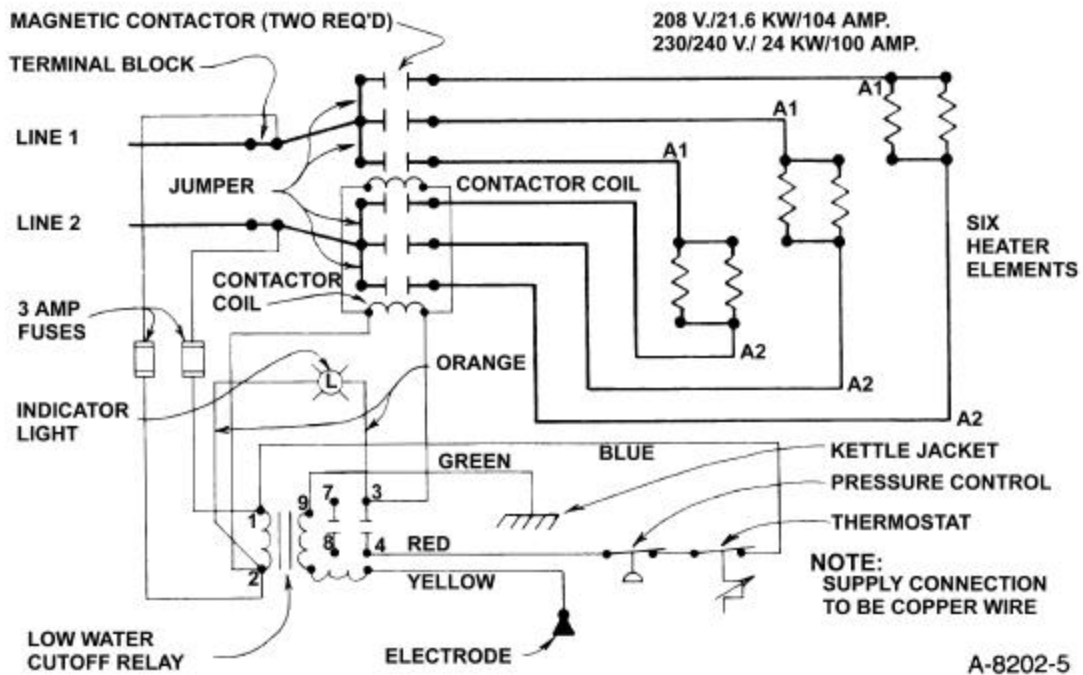 MAGNETIC CONTACTOR (TWO REQ'D)
208 V./21.6 KW/104 AMP.
230/240 V./ 24 KW/100 AMP.
TERMINAL BLOCK
A1
A1
LINE 1
A1
JUMPER
CONTACTOR COIL
LINE 2
SIX
HEATER
ELEMENTS
CONTACTOR
COIL
3 AMP
FUSES
A2
ORANGE
L
A2
INDICATOR
LIGHT
A2
BLUE
KETTLE JACKET
GREEN
PRESSURE CONTROL
7
3
9
1
THERMOSTAT
8
4
RED
NOTE:
SUPPLY CONNECTION
TO BE COPPER WIRE
2
YELLOW
LOW WATER
CUTOFF RELAY
ELECTRODE
A-8202-5